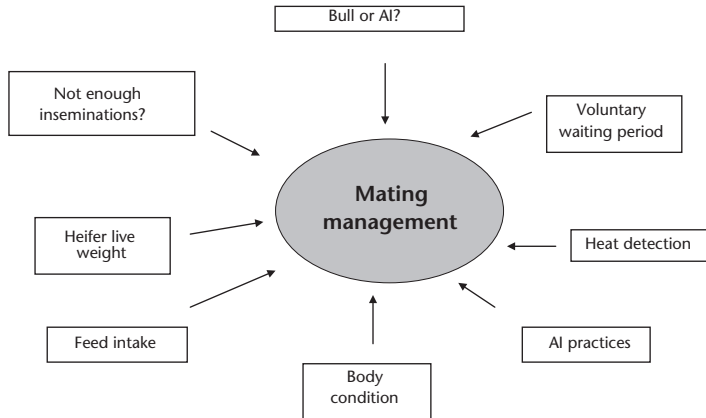 Bull or AI?
Not enough
inseminations?
Voluntary
waiting period
Mating
management
Heifer live
weight
Heat detection
Feed intake
AI practices
Body
condition